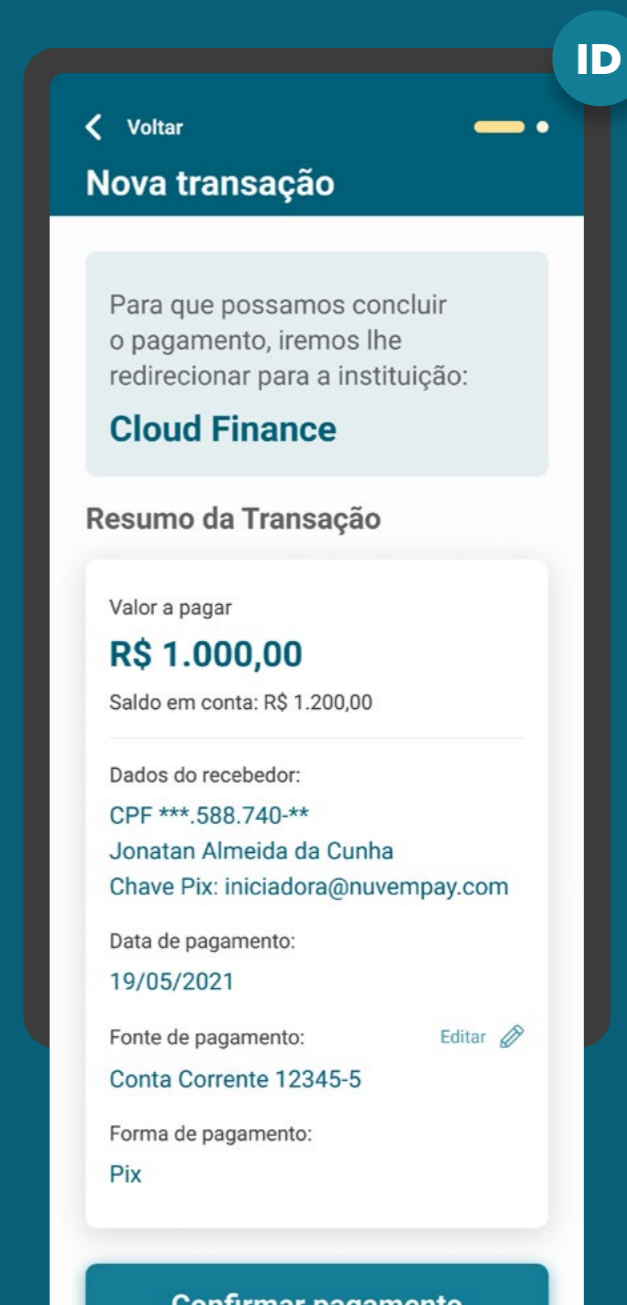 ID
Voltar
Nova transação
Para que possamos concluir
o pagamento, iremos lhe
redirecionar para a instituição:
Cloud Finance
Resumo da Transação
Valor a pagar
R$ 1.000,00
Saldo em conta: R$ 1.200,00
Dados do recebedor:
CPF ***.588.740-**
Jonatan Almeida da Cunha
Chave Pix: iniciadora@nuvempay.com
Data de pagamento:
19/05/2021
Fonte de pagamento: Editar
Conta Corrente 12345-5
Forma de pagamento:
Pix
Confirmar pagamento